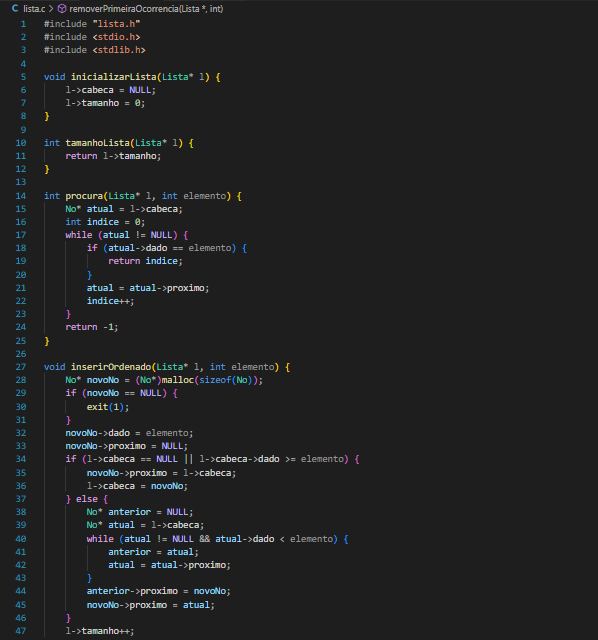 C lista.c > removerPrimeiraOcorrencia(Lista *, int)
1 #include "lista.h"
2 #include <stdio.h>
3 #include <stdlib.h>
4
5 void inicializarLista(Lista* l) {
6     l->cabeca = NULL;
7     l->tamanho = 0;
8 }
9
10 int tamanhoLista(Lista* l) {
11     return l->tamanho;
12 }
13
14 int procura(Lista* l, int elemento) {
15     No* atual = l->cabeca;
16     int indice = 0;
17     while (atual != NULL) {
18         if (atual->dado == elemento) {
19             return indice;
20         }
21         atual = atual->proximo;
22         indice++;
23     }
24     return -1;
25 }
26
27 void inserirOrdenado(Lista* l, int elemento) {
28     No* novoNo = (No*)malloc(sizeof(No));
29     if (novoNo == NULL) {
30         exit(1);
31     }
32     novoNo->dado = elemento;
33     novoNo->proximo = NULL;
34     if (l->cabeca == NULL || l->cabeca->dado >= elemento) {
35         novoNo->proximo = l->cabeca;
36         l->cabeca = novoNo;
37     } else {
38         No* anterior = NULL;
39         No* atual = l->cabeca;
40         while (atual != NULL && atual->dado < elemento) {
41             anterior = atual;
42             atual = atual->proximo;
43         }
44         anterior->proximo = novoNo;
45         novoNo->proximo = atual;
46     }
47     l->tamanho++;